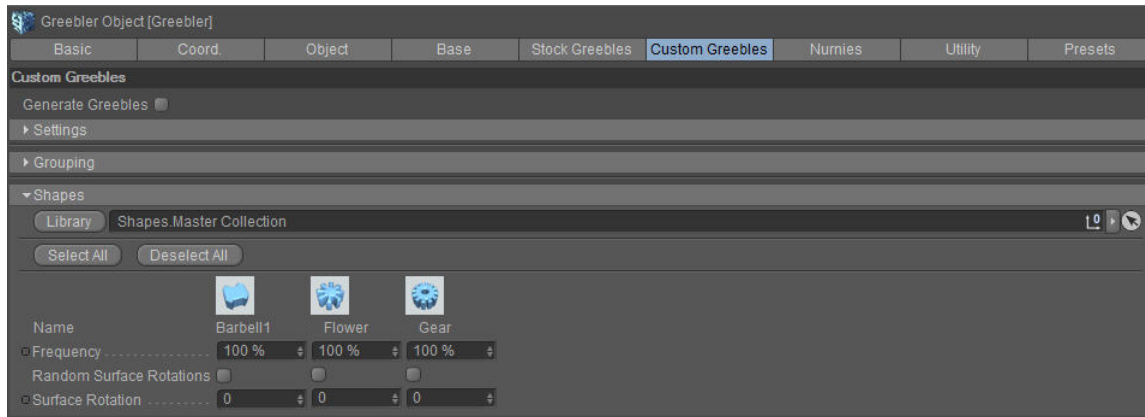 Greebler Object [Greebler]
Basic Coord. Object Base Stock Greebles Custom Greebles Nurnies Utility Presets
Custom Greebles
Generate Greebles
Settings
Grouping
Shapes
Library Shapes.Master Collection 0
Select All Deselect All
Name Barbell1 Flower Gear
Frequency 100 % 100 % 100 %
Random Surface Rotations
Surface Rotation 0 0 0